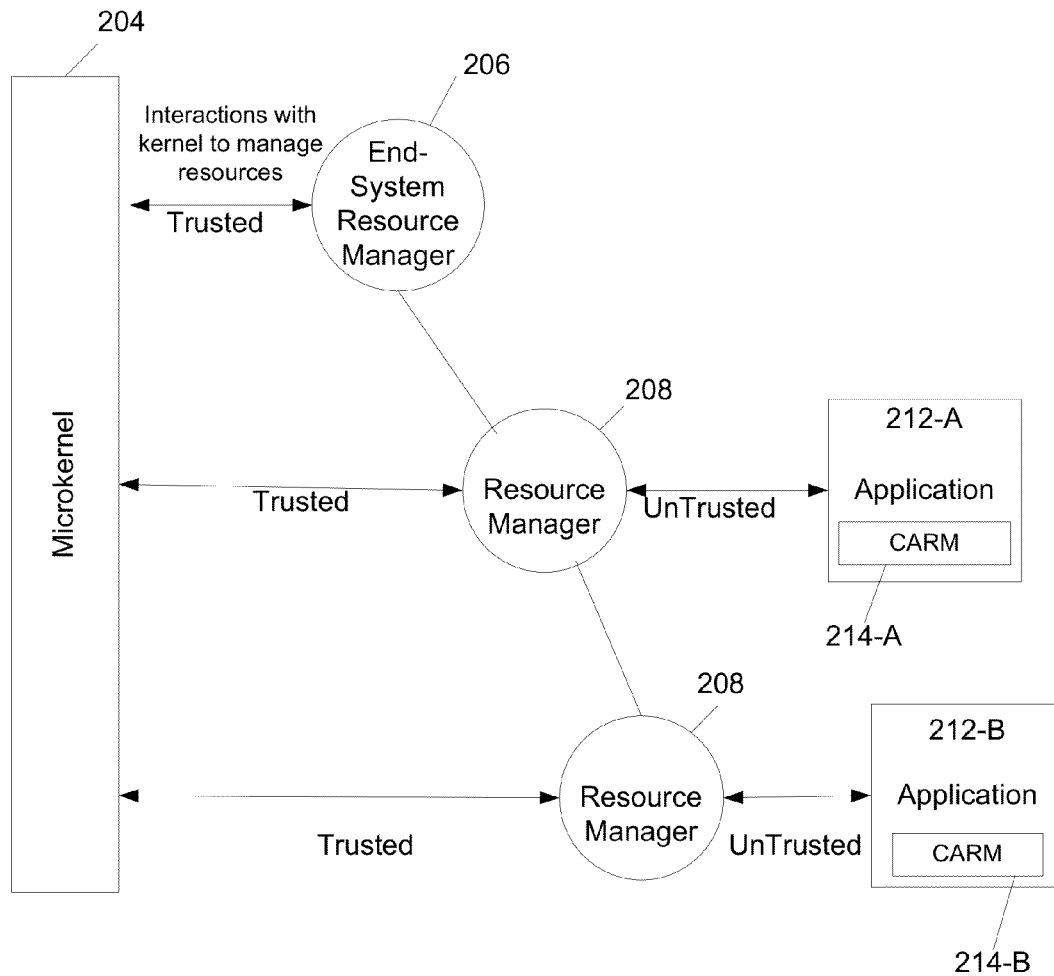 204
206
Interactions with
kernel to manage
resources
Trusted
End-
System
Resource
Manager
Microkernel
208
Trusted
Resource
Manager
UnTrusted
212-A
Application
CARM
214-A
208
Trusted
Resource
Manager
UnTrusted
212-B
Application
CARM
214-B